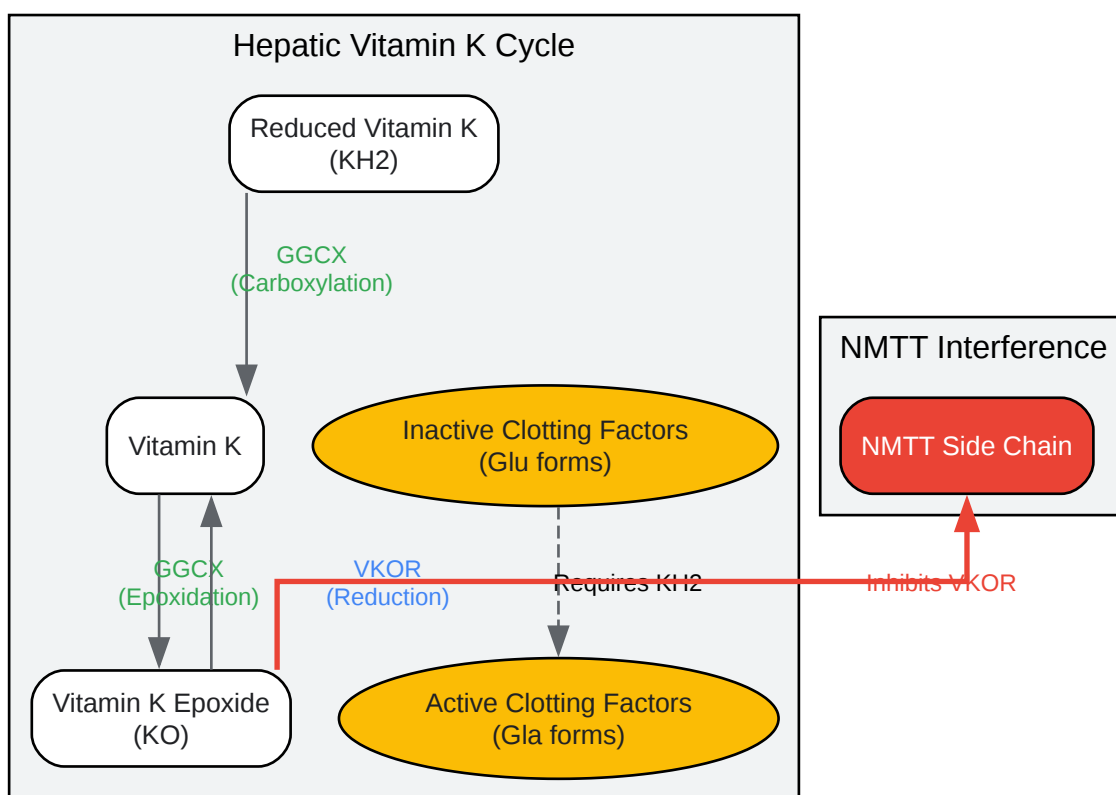 Hepatic Vitamin K Cycle
Reduced Vitamin K
(KH2)
GGCX
(Carboxylation)
NMTT Interference
Vitamin K
Inactive Clotting Factors
(Glu forms)
NMTT Side Chain
GGCX
(Epoxidation)
VKOR
(Reduction)
Requires KH2
Inhibits VKOR
Vitamin K Epoxide
(KO)
Active Clotting Factors
(Gla forms)